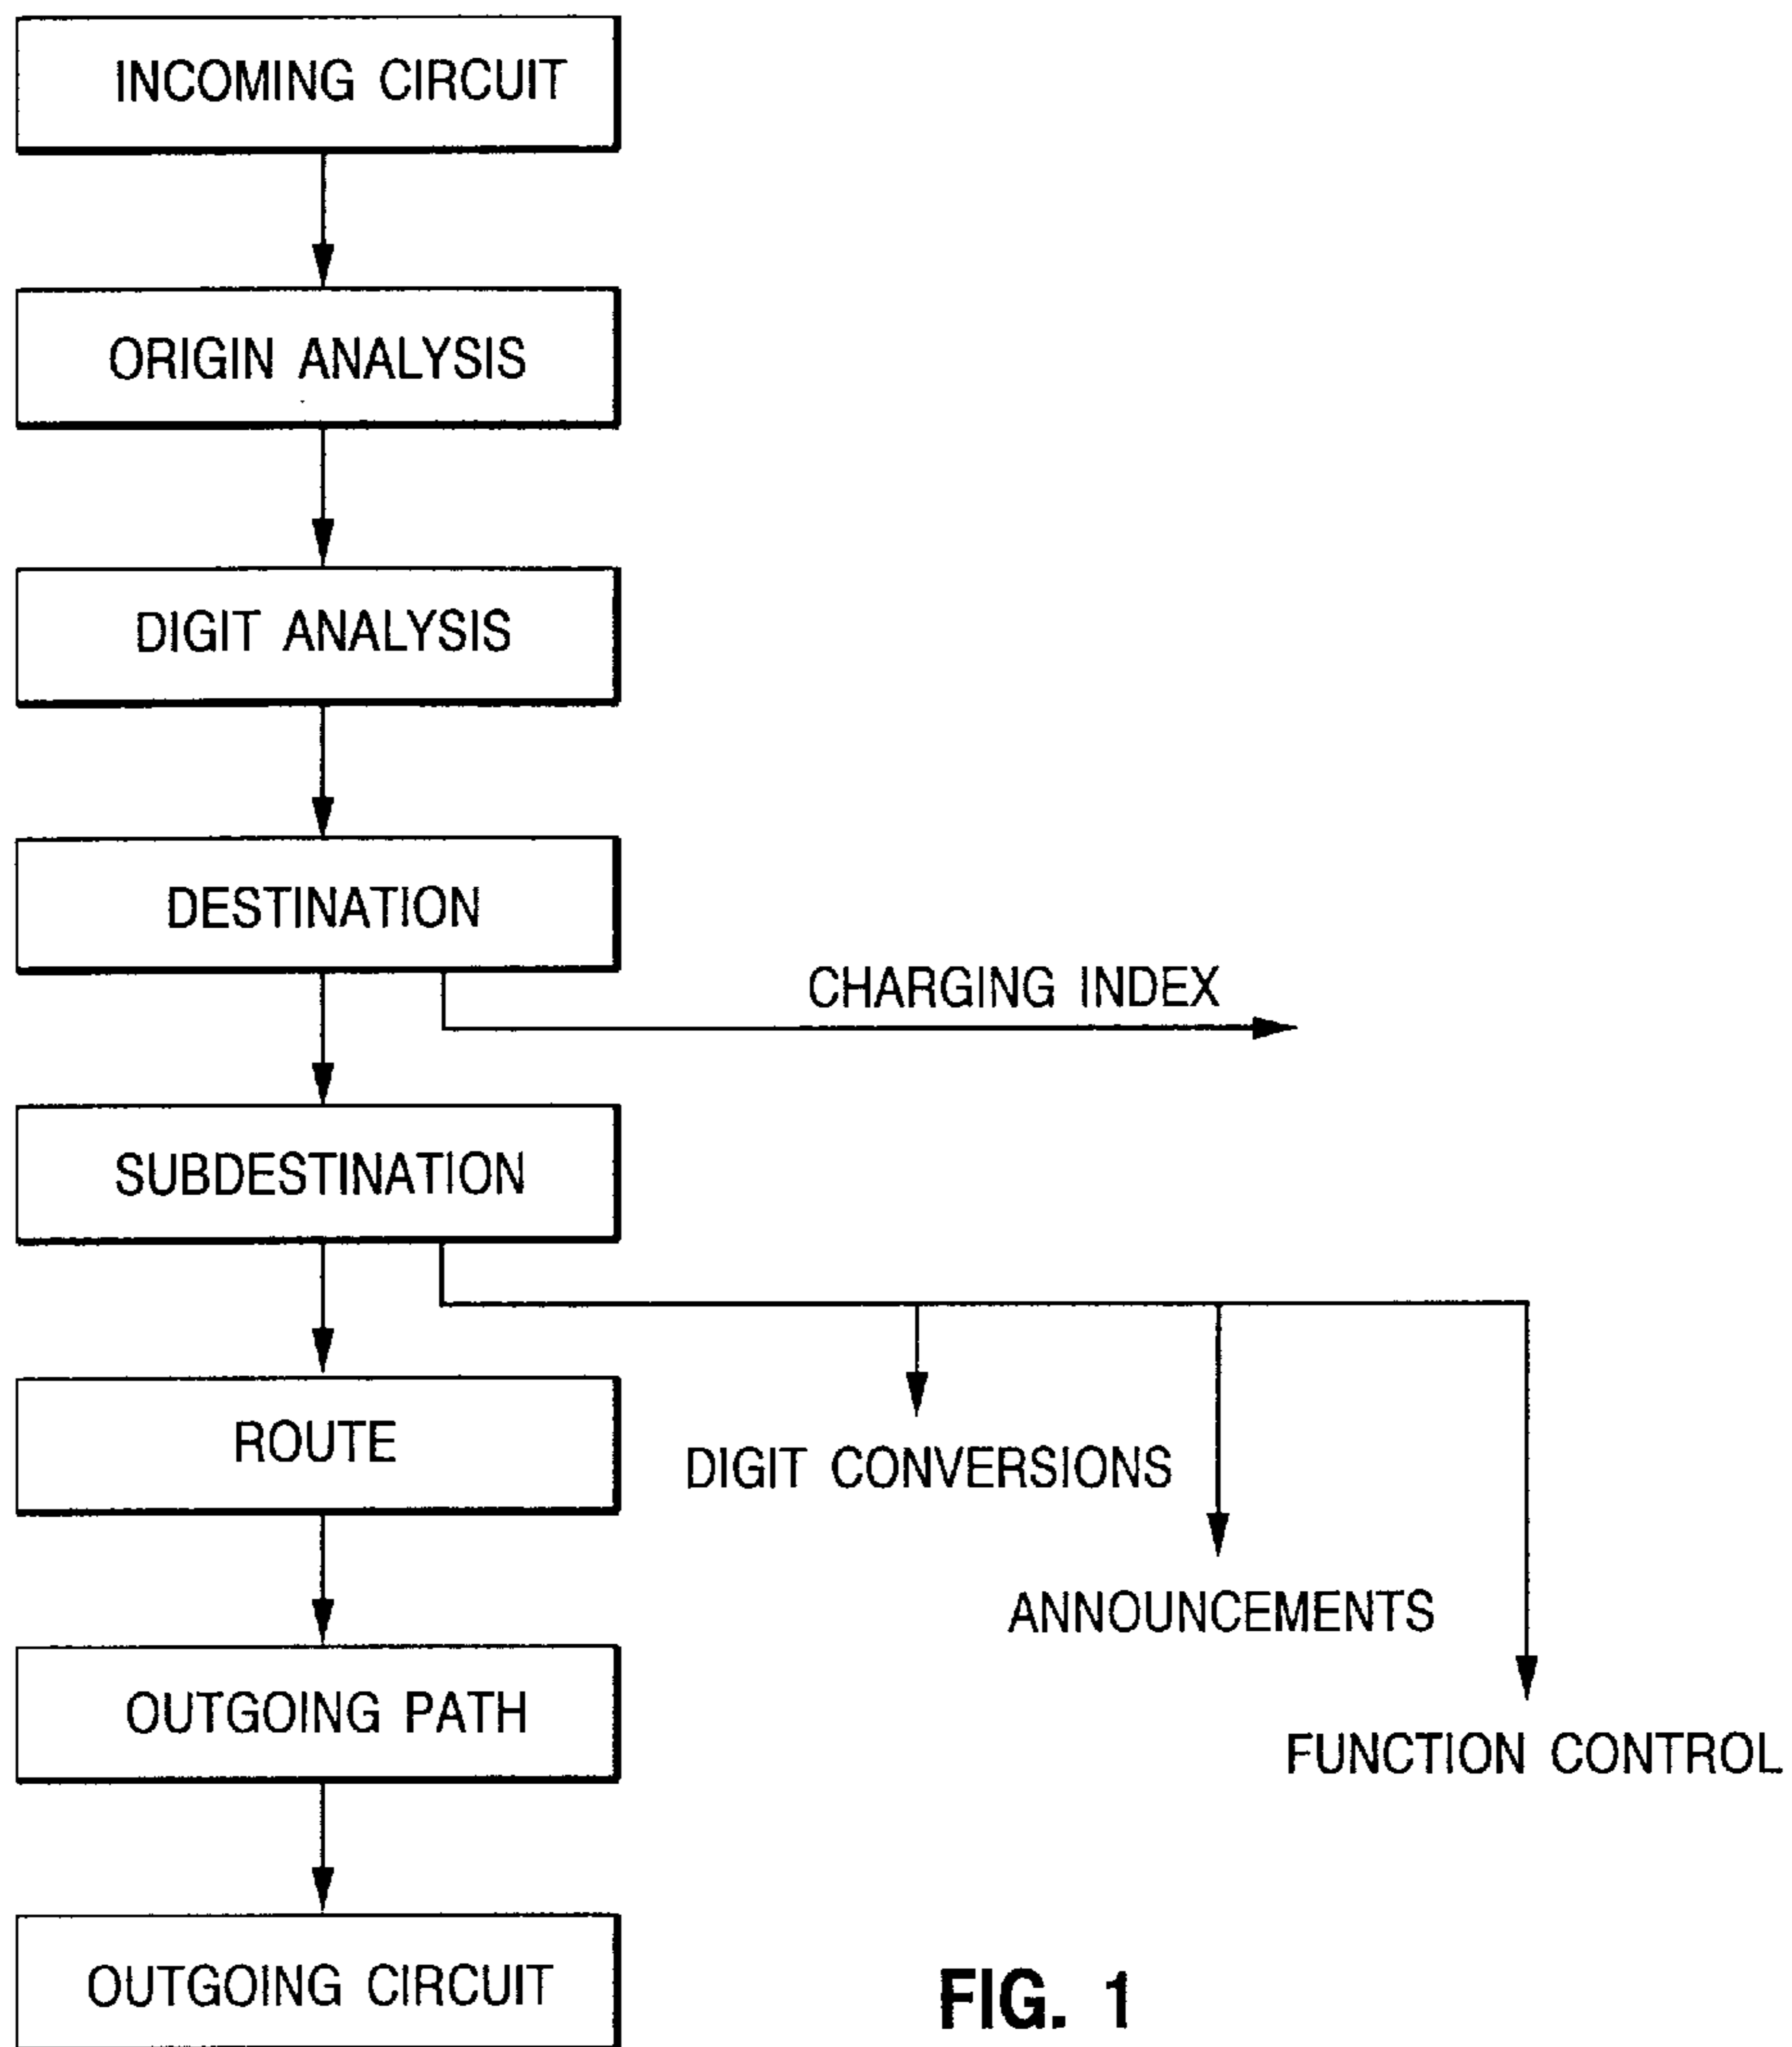 INCOMING CIRCUIT
ORIGIN ANALYSIS
DIGIT ANALYSIS
DESTINATION
CHARGING INDEX
SUBDESTINATION
ROUTE
DIGIT CONVERSIONS
ANNOUNCEMENTS
OUTGOING PATH
FUNCTION CONTROL
OUTGOING CIRCUIT
FIG. 1